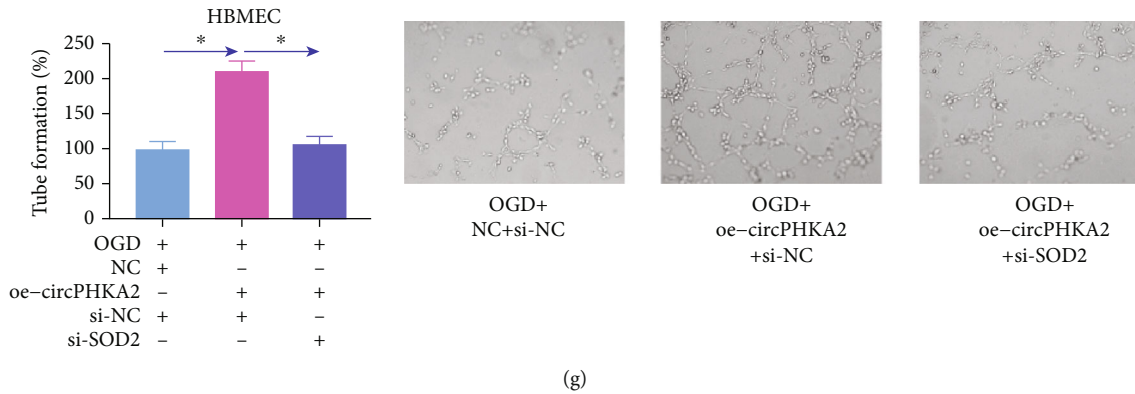 HBMEC
Tube formation (%)
250
200
150
100
50
0
* *
OGD + + +
NC + – –
oe–circPHKA2 – + +
si-NC + + –
si-SOD2 – – +
OGD+
NC+si-NC
OGD+
oe–circPHKA2
+si-NC
OGD+
oe–circPHKA2
+si-SOD2
(g)